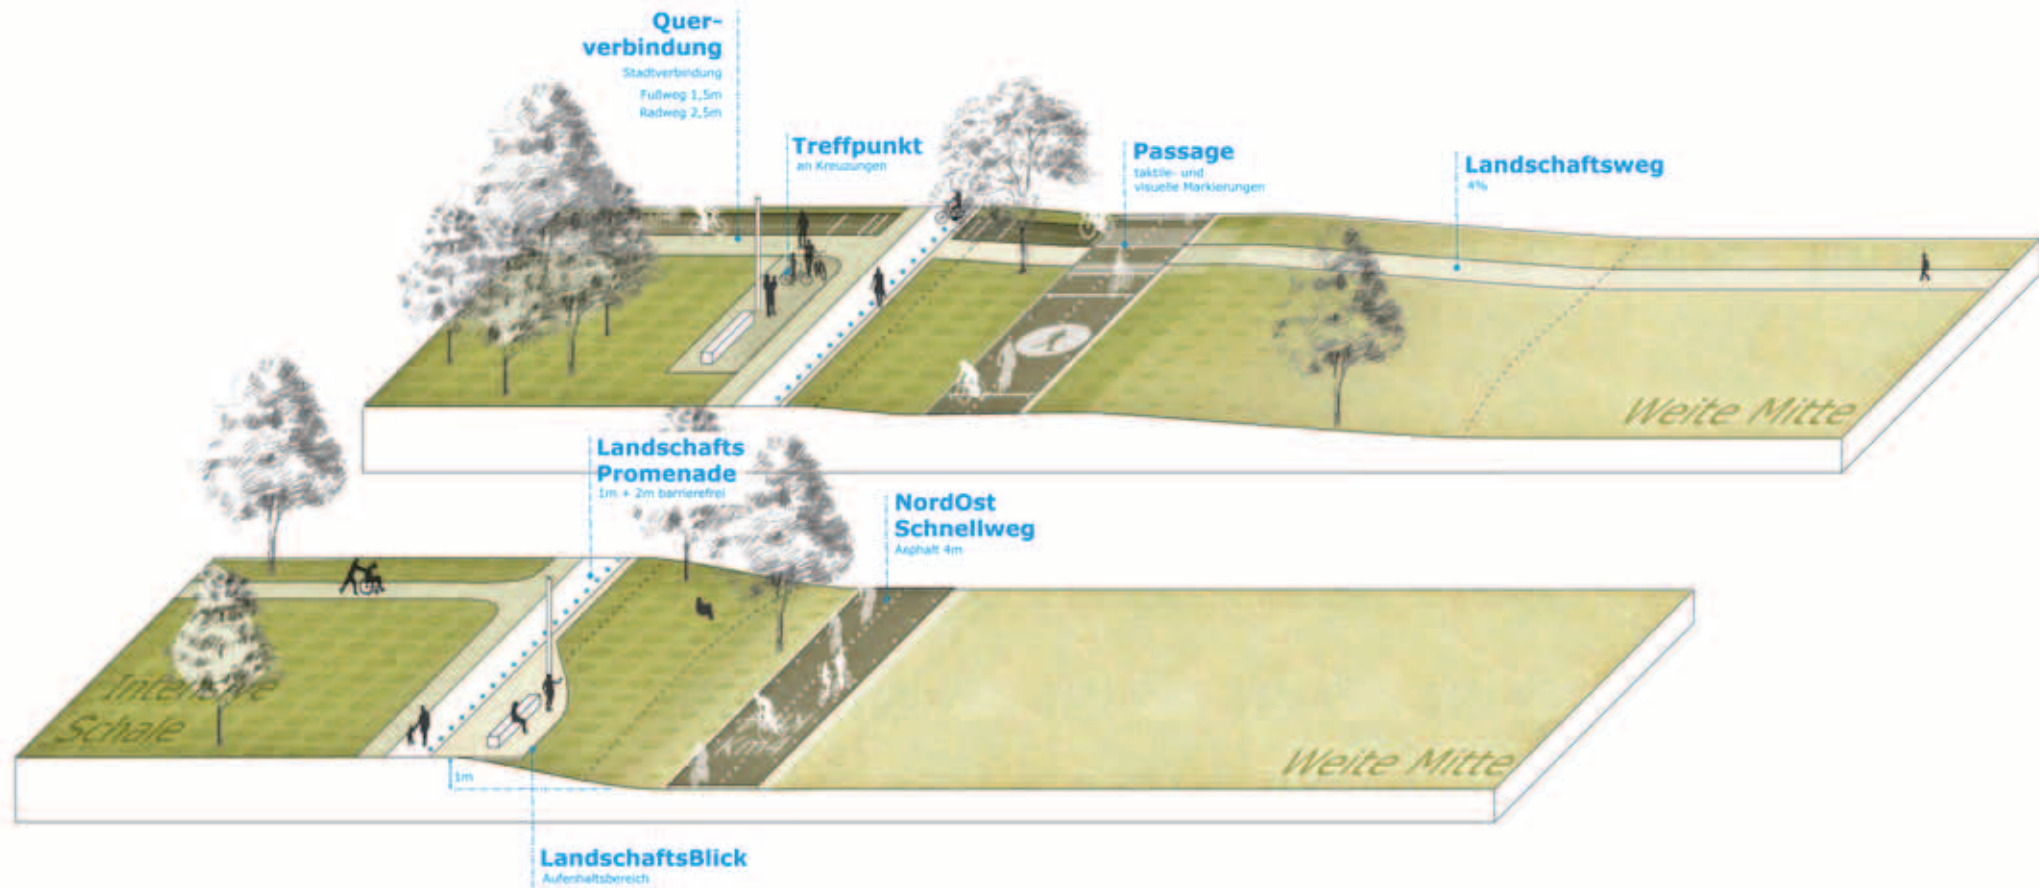 Quer-
verbindung
Stadtverbindung
Fußweg 1,5m
Radweg 2,5m
Treffpunkt
an Kreuzungen
Passage
taktile- und
visuelle Markierungen
Landschaftsweg
4%
Weite Mitte
Landschafts
Promenade
1m + 2m barrierefrei
NordOst
Schnellweg
Asphalt 4m
Intensive
Schale
Weite Mitte
1m
LandschaftsBlick
Aufenthaltsbereich